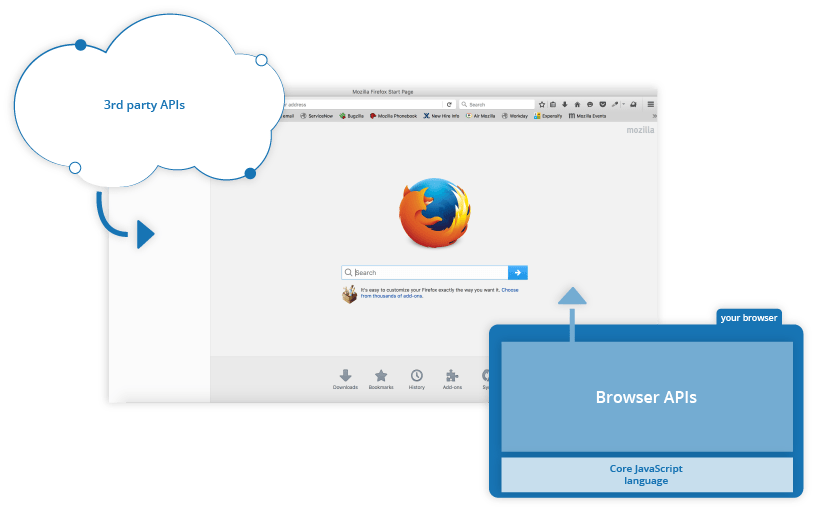 3rd party APIs
Mozilla Firefox Start Page
address
Search
email ServiceNow Bugzilla Mozilla Phonebook New Hire Info Air Mozilla Workday Expensify Mozilla Events
mozilla
Search
It's easy to customize your Firefox exactly the way you want it. Choose
from thousands of add-ons.
Downloads Bookmarks History Add-ons
your browser
Browser APIs
Core JavaScript
language